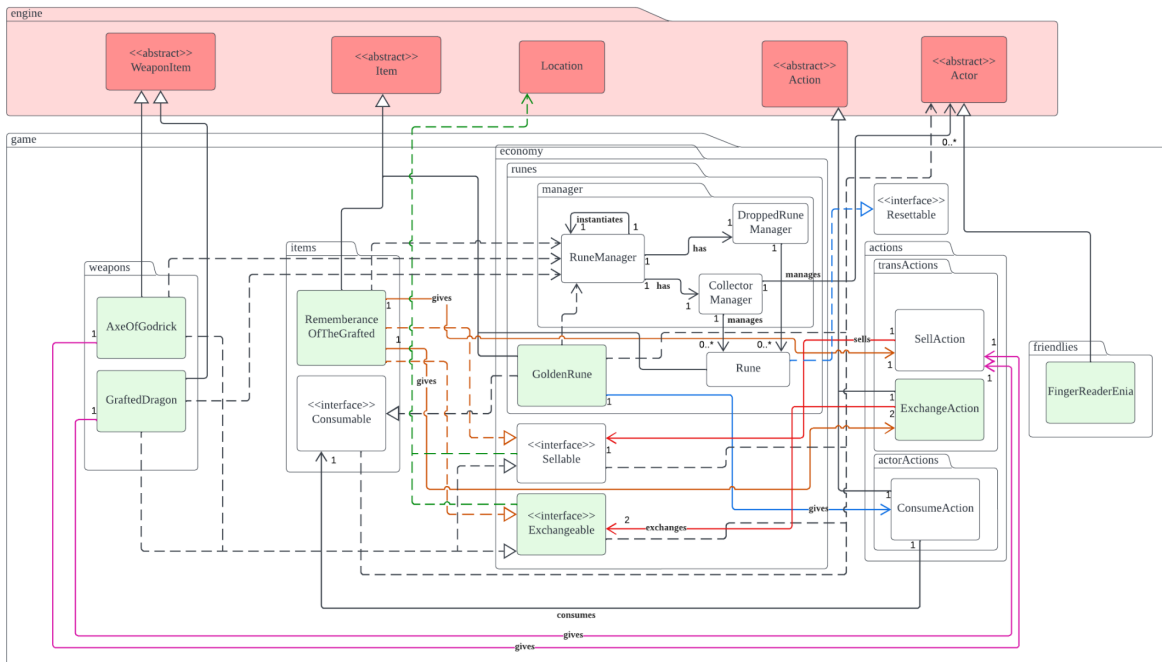 engine
<<abstract>>
WeaponItem
<<abstract>>
Item
Location
<<abstract>>
Action
<<abstract>>
Actor
game
economy
0..*
runes
manager
<<interface>>
Resettable
instantiates
1
1
RuneManager
1
DroppedRune
Manager
1
has
1
items
actions
weapons
transActions
has
1
1
Collector
Manager
1
manages
1
manages
0..*
0..*
AxeOfGodrick
1
Rememberance
OfTheGrafted
gives
1
1
gives
SellAction
1
1
sells
1
1
friendlies
GoldenRune
1
Rune
FingerReaderEnia
GraftedDragon
1
<<interface>>
Consumable
1
ExchangeAction
1
2
<<interface>>
Sellable
1
actorActions
ConsumeAction
1
1
gives
<<interface>>
Exchangeable
2
exchanges
consumes
gives
gives